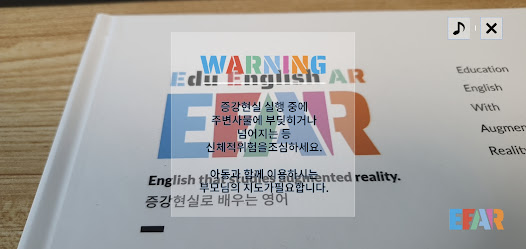 WARNING
Edu English AR
EFAR
증강현실 실행 중에
주변사물에 부딪히거나
넘어지는 등
신체적위험을조심하세요.
아동과 함께 이용하시는
부모님의 지도가필요합니다.
English that studies augmented reality.
증강현실로 배우는 영어
Education
English
With
Augmen
Reality
EFAR